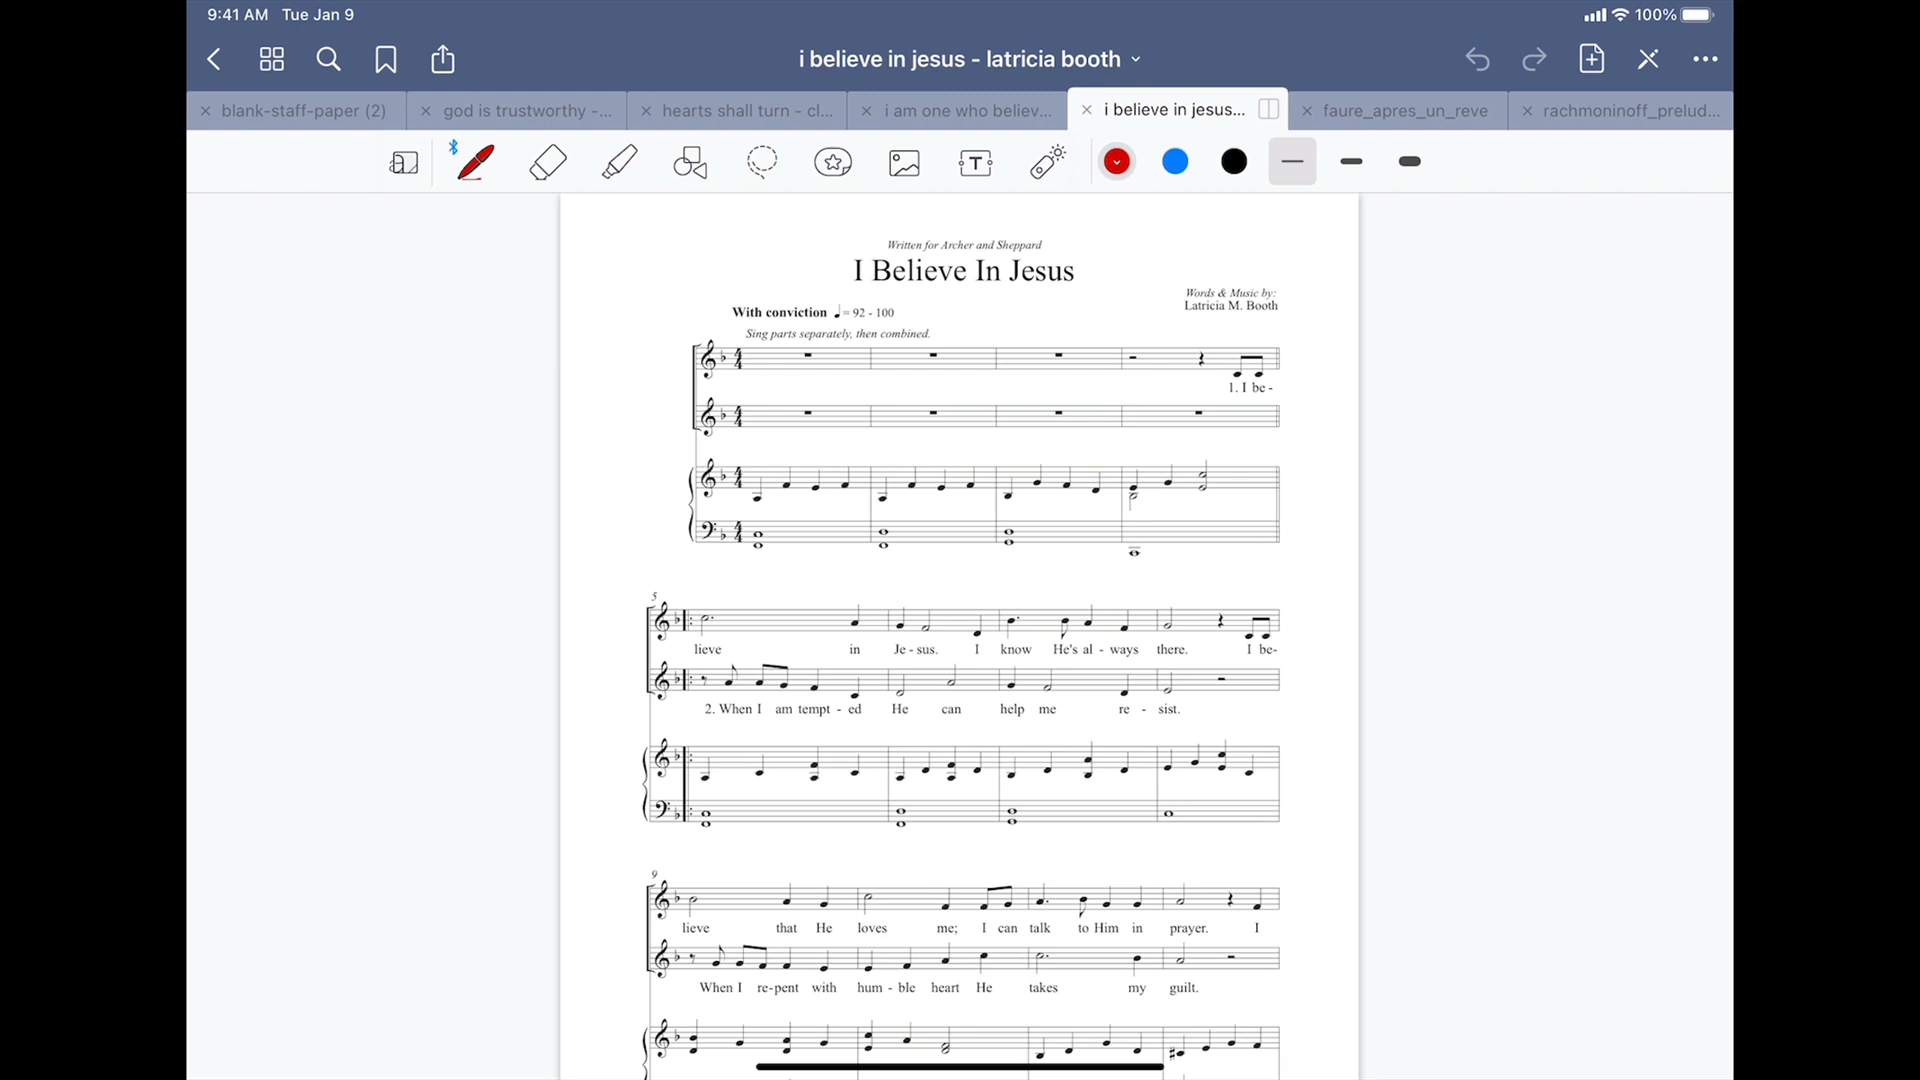 9:41 AM Tue Jan 9
100%
i believe in jesus - latricia booth
blank-staff-paper (2)
god is trustworthy -...
hearts shall turn - cl...
i am one who believ...
i believe in jesus...
faure_apres_un_reve
rachmoninoff_prelud...
a
T
Written for Archer and Sheppard
I Believe In Jesus
Words & Music by:
Latricia M. Booth
With conviction ♩ = 92 - 100
Sing parts separately, then combined.
1. I be -
5
lieve in Je - sus. I know He's al - ways there. I be-
2. When I am tempt - ed He can help me re - sist.
9
lieve that He loves me; I can talk to Him in prayer. I
When I re-pent with hum - ble heart He takes my guilt.